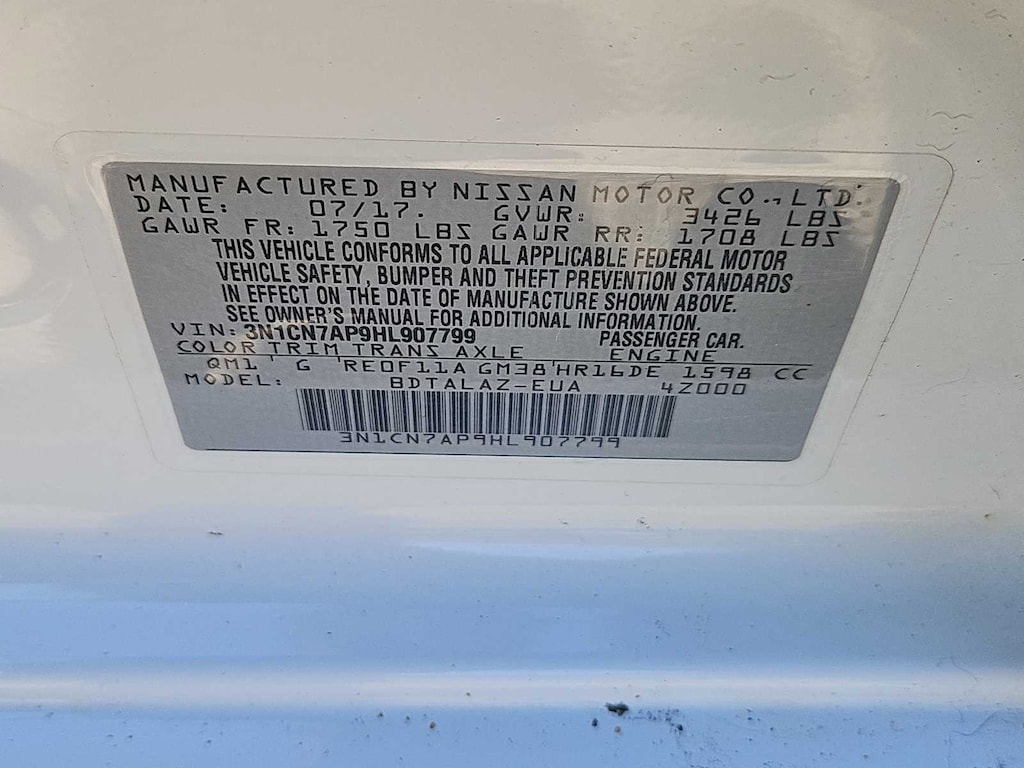 MANUFACTURED BY NISSAN MOTOR CO., LTD.
DATE: 07/17. GVWR: 3426 LBS
GAWR FR: 1750 LBS GAWR RR: 1708 LBS
THIS VEHICLE CONFORMS TO ALL APPLICABLE FEDERAL MOTOR
VEHICLE SAFETY, BUMPER AND THEFT PREVENTION STANDARDS
IN EFFECT ON THE DATE OF MANUFACTURE SHOWN ABOVE.
SEE OWNER'S MANUAL FOR ADDITIONAL INFORMATION.
VIN: 3N1CN7AP9HL907799 PASSENGER CAR.
COLOR TRIM TRANS AXLE ENGINE
QM1 G RE0F11A GM38 HR16DE 1598 CC
MODEL: BDTALAZ-EUA 4Z000
3N1CN7AP9HL907799